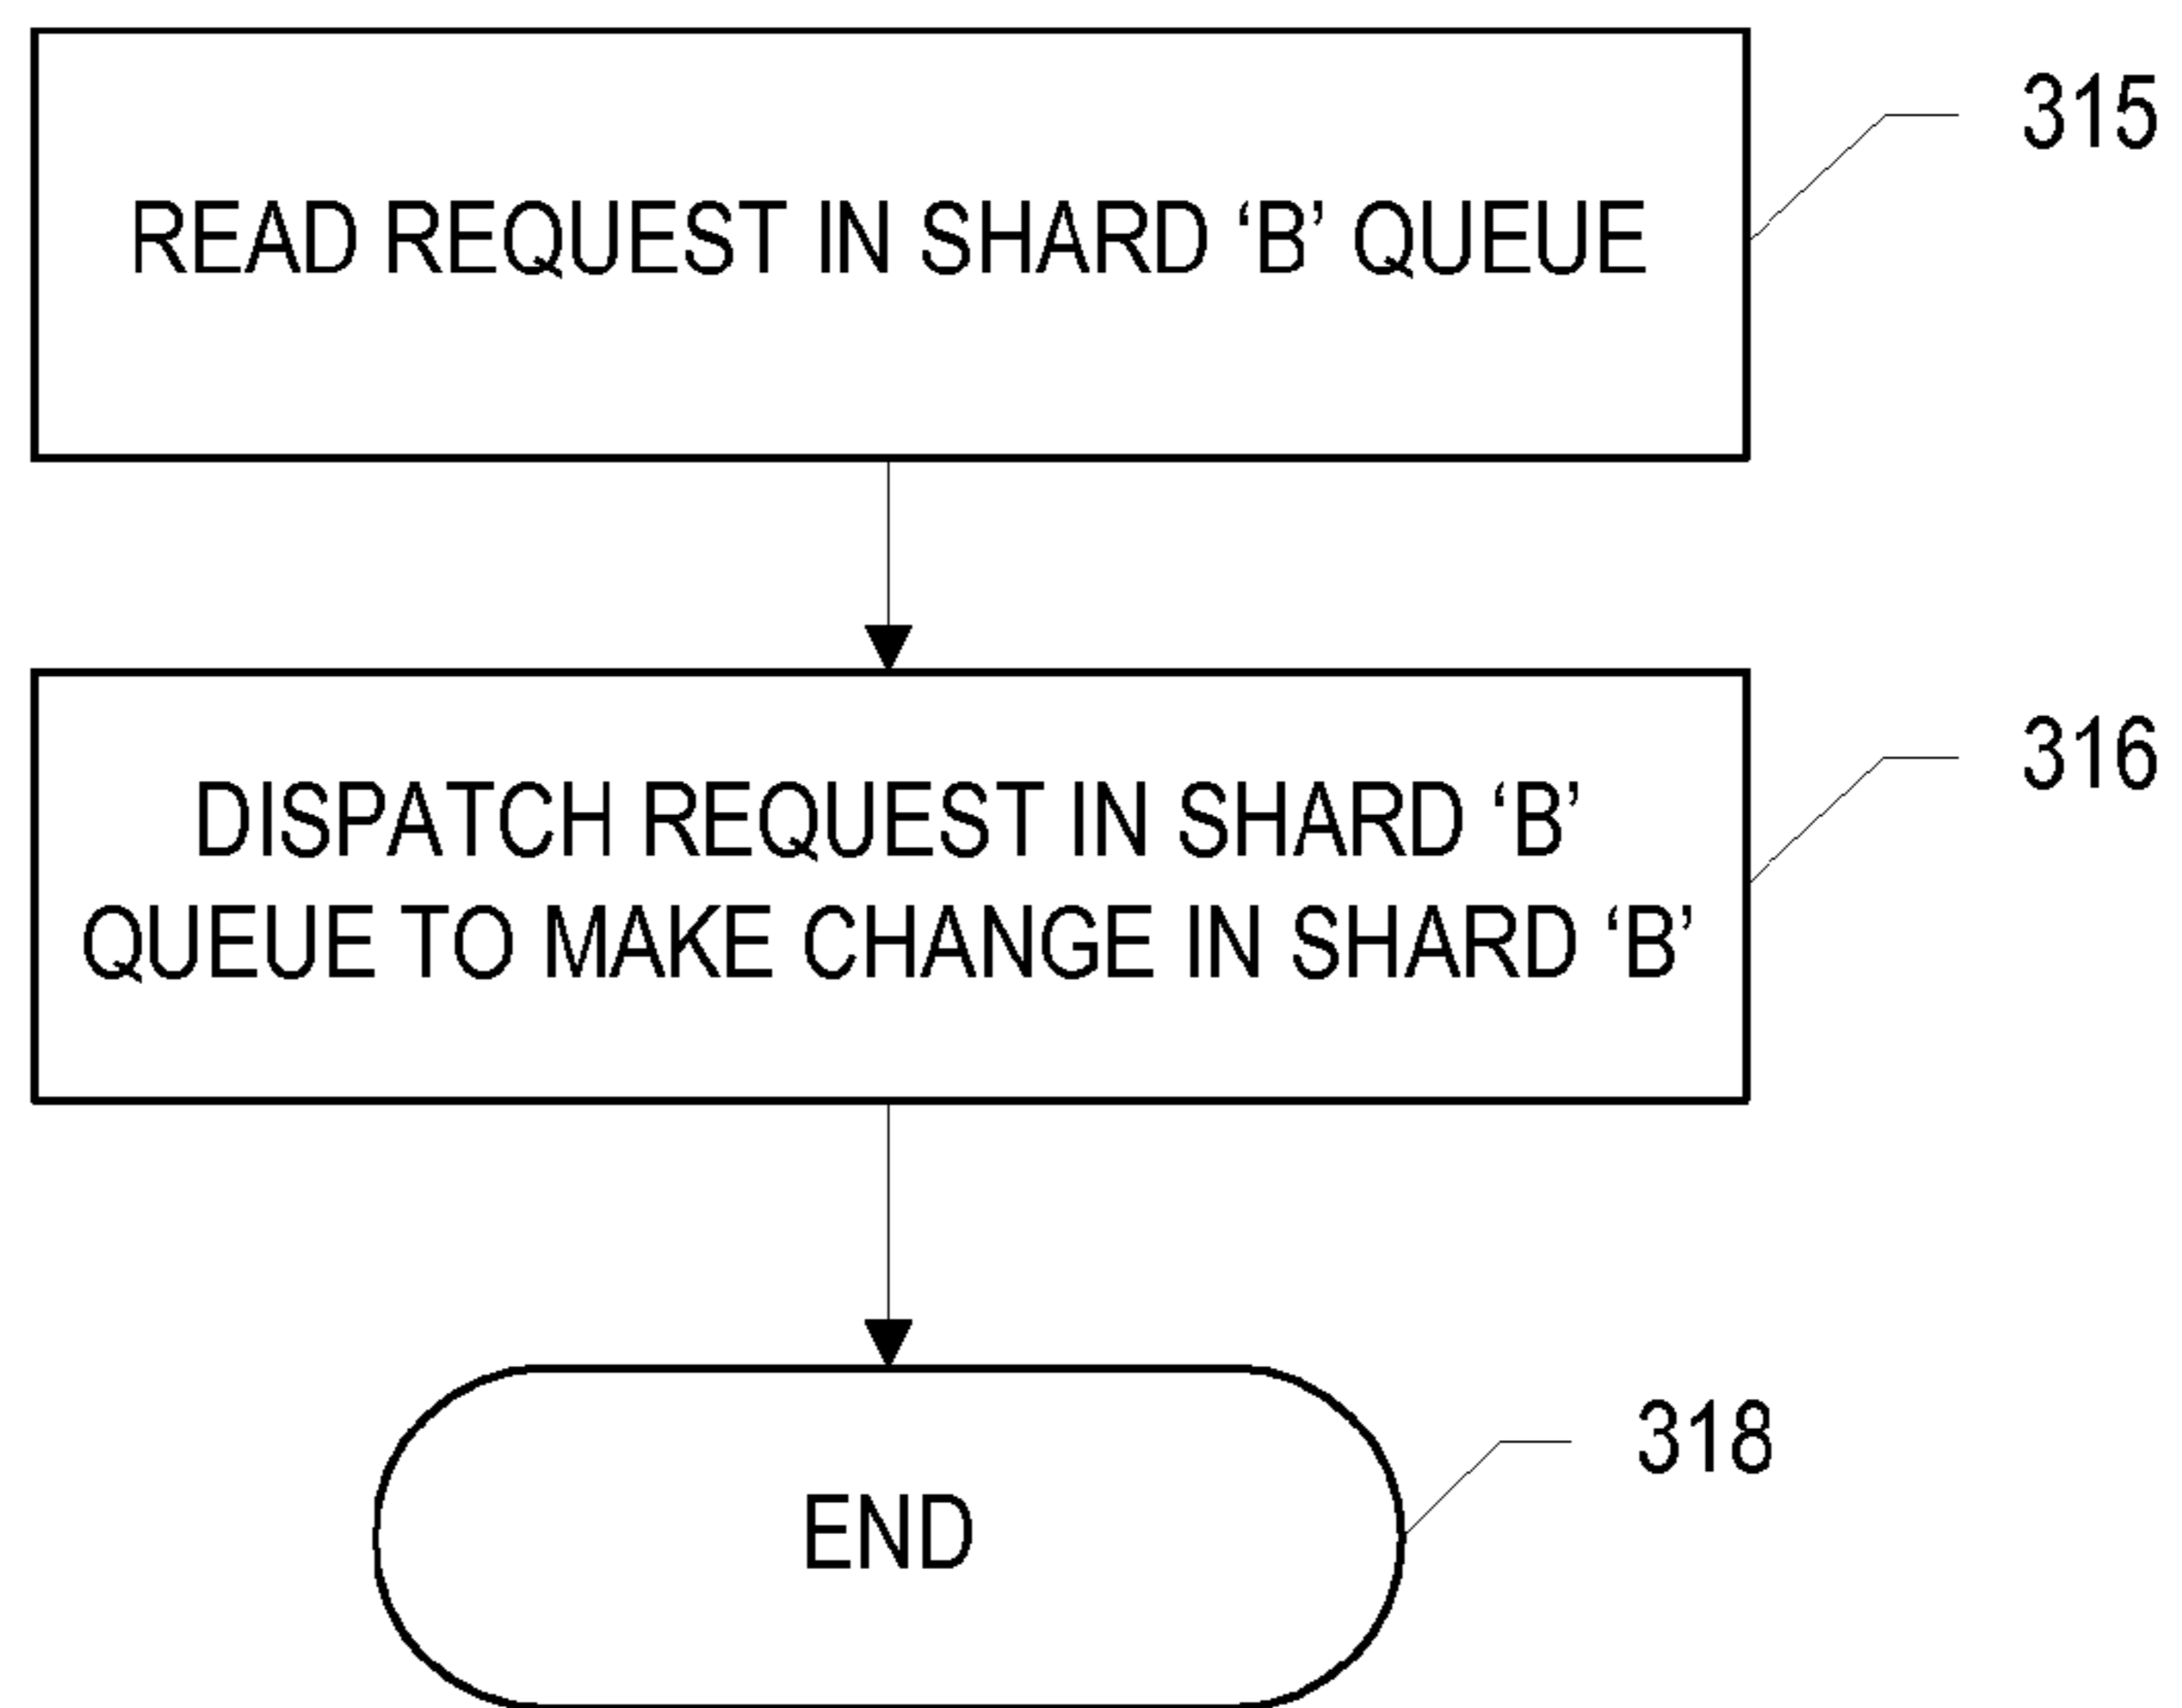 315
READ REQUEST IN SHARD ‘B’ QUEUE
316
DISPATCH REQUEST IN SHARD ‘B’
QUEUE TO MAKE CHANGE IN SHARD ‘B’
318
END